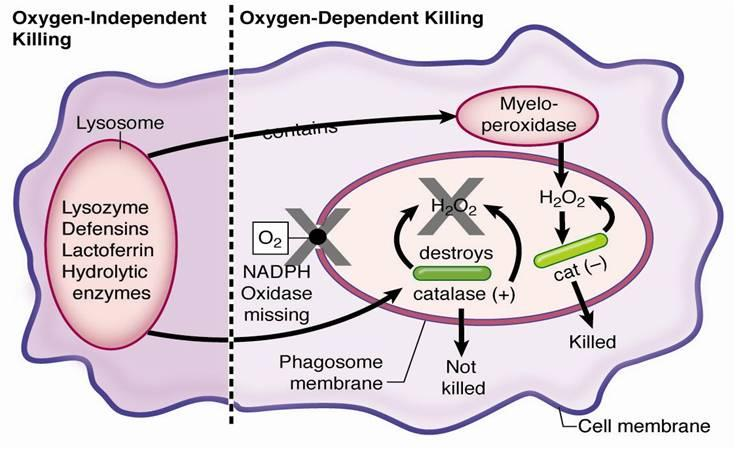 Oxygen-Independent
Killing
Oxygen-Dependent Killing
Lysosome
Lysozyme
Defensins
Lactoferrin
Hydrolytic
enzymes
contains
Myelo-
peroxidase
H₂O₂
H₂O₂
O₂
NADPH
Oxidase
missing
destroys
catalase (+)
cat (–)
Killed
Not
killed
Phagosome
membrane
Cell membrane